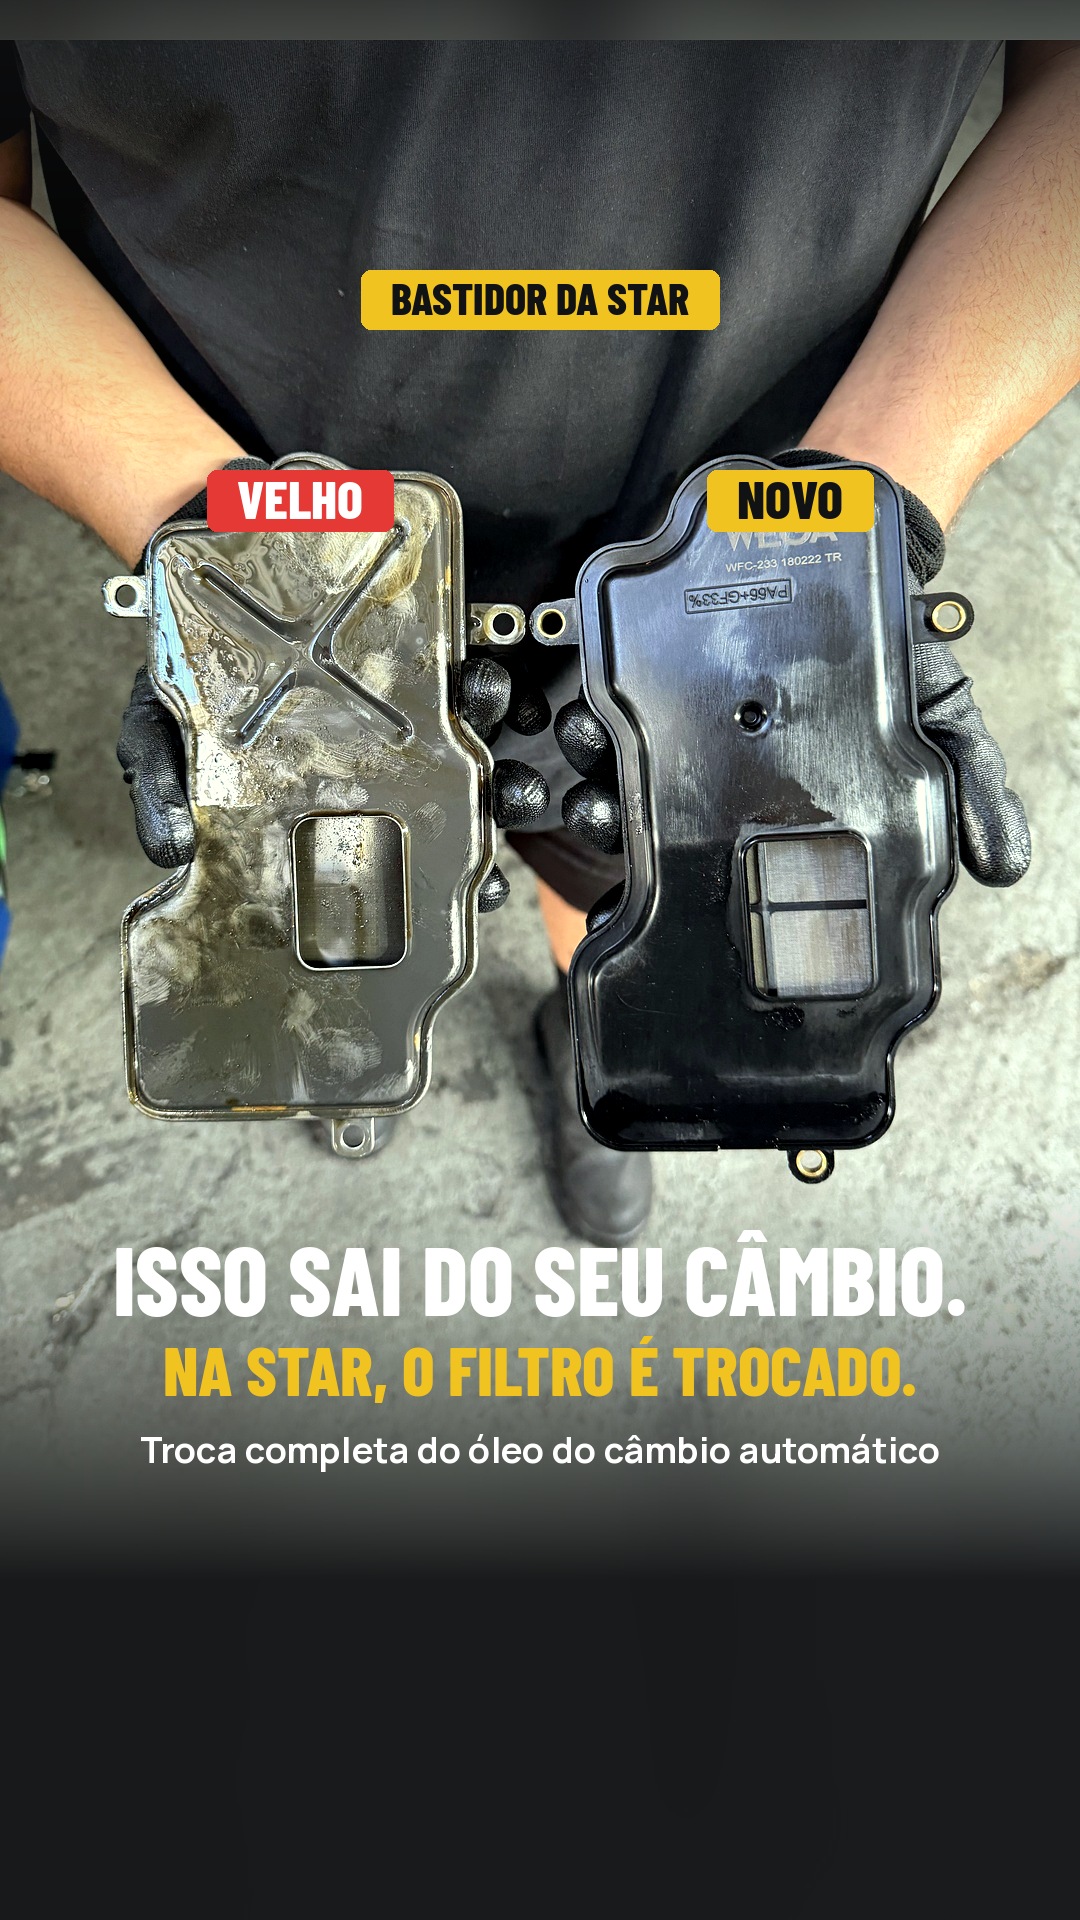 BASTIDOR DA STAR
VELHO
NOVO
WFC-233 180222 TR
PA66+GF33%
ISSO SAI DO SEU CÂMBIO.
NA STAR, O FILTRO É TROCADO.
Troca completa do óleo do câmbio automático